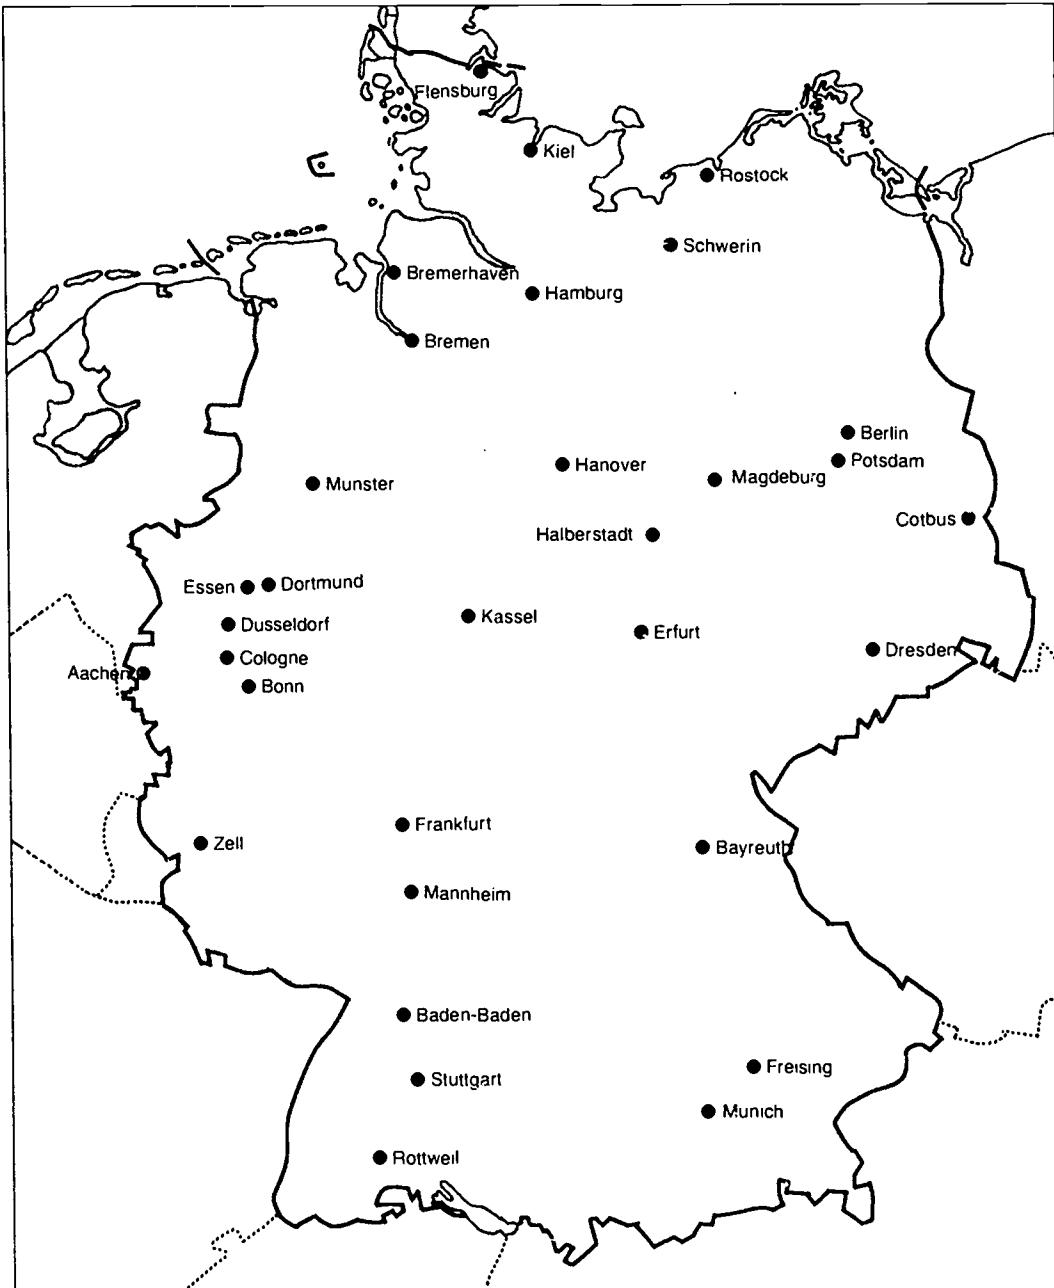 Flensburg
Kiel
Rostock
Schwerin
Bremerhaven
Hamburg
Bremen
Berlin
Potsdam
Hanover
Magdeburg
Munster
Cotbus
Halberstadt
Essen
Dortmund
Kassel
Dusseldorf
Erfurt
Dresden
Cologne
Aachen
Bonn
Frankfurt
Zell
Bayreuth
Mannheim
Baden-Baden
Freising
Stuttgart
Munich
Rottweil